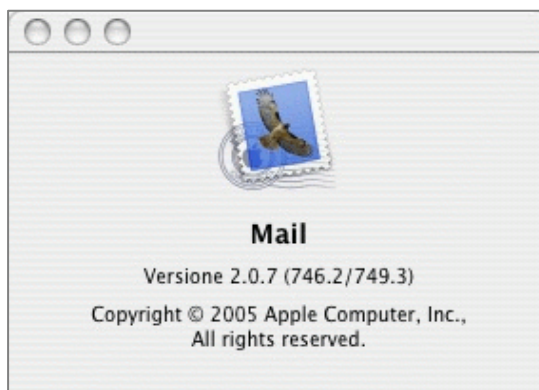 Mail
Versione 2.0.7 (746.2/749.3)
Copyright © 2005 Apple Computer, Inc.,
All rights reserved.